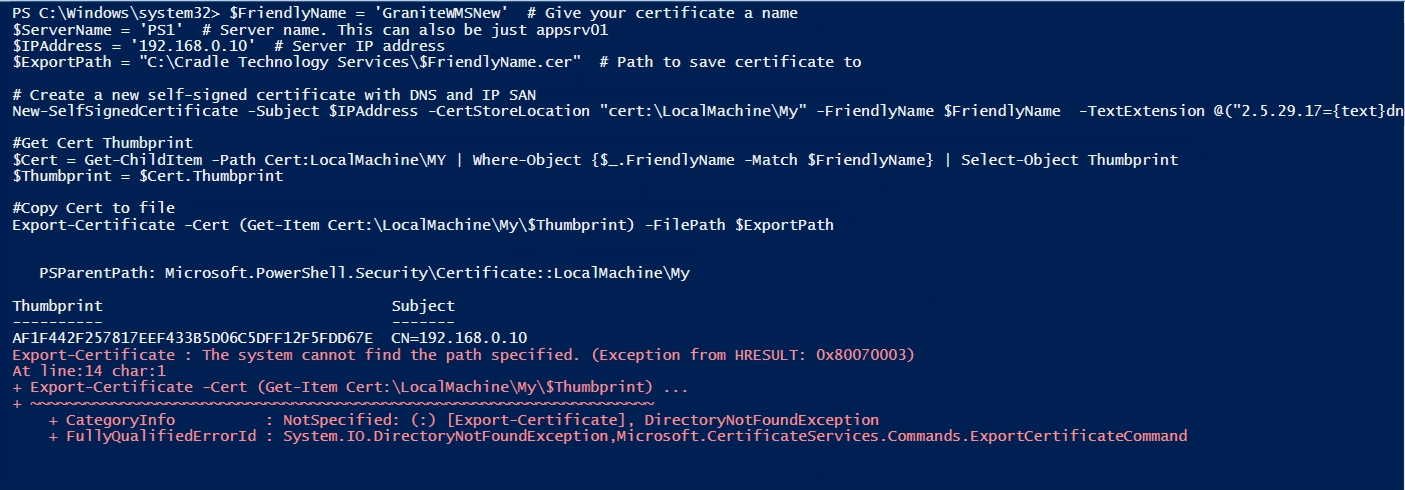 PS C:\Windows\system32> $FriendlyName = 'GraniteWMSNew'  # Give your certificate a name
$ServerName = 'PS1'  # Server name. This can also be just appsrv01
$IPAddress = '192.168.0.10'  # Server IP address
$ExportPath = "C:\Cradle Technology Services\$FriendlyName.cer"  # Path to save certificate to
# Create a new self-signed certificate with DNS and IP SAN
New-SelfSignedCertificate -Subject $IPAddress -CertStoreLocation "cert:\LocalMachine\My" -FriendlyName $FriendlyName  -TextExtension @("2.5.29.17={text}dn
#Get Cert Thumbprint
$Cert = Get-ChildItem -Path Cert:LocalMachine\MY | Where-Object {$_.FriendlyName -Match $FriendlyName} | Select-Object Thumbprint
$Thumbprint = $Cert.Thumbprint
#Copy Cert to file
Export-Certificate -Cert (Get-Item Cert:\LocalMachine\My\$Thumbprint) -FilePath $ExportPath
PSParentPath: Microsoft.PowerShell.Security\Certificate::LocalMachine\My
Thumbprint                                Subject
----------                                -------
AF1F442F257817EEF433B5D06C5DFF12F5FDD67E  CN=192.168.0.10
Export-Certificate : The system cannot find the path specified. (Exception from HRESULT: 0x80070003)
At line:14 char:1
+ Export-Certificate -Cert (Get-Item Cert:\LocalMachine\My\$Thumbprint) ...
+ ~~~~~~~~~~~~~~~~~~~~~~~~~~~~~~~~~~~~~~~~~~~~~~~~~~~~~~~~~~~~~~~~~~~~~
+ CategoryInfo          : NotSpecified: (:) [Export-Certificate], DirectoryNotFoundException
+ FullyQualifiedErrorId : System.IO.DirectoryNotFoundException,Microsoft.CertificateServices.Commands.ExportCertificateCommand